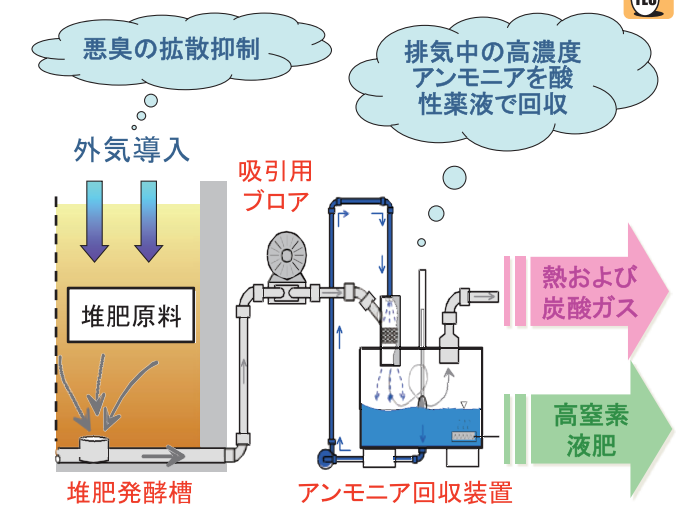 YES
悪臭の拡散抑制
排気中の高濃度
アンモニアを酸
性薬液で回収
外気導入
吸引用
ブロア
堆肥原料
熱および
炭酸ガス
高窒素
液肥
堆肥発酵槽
アンモニア回収装置